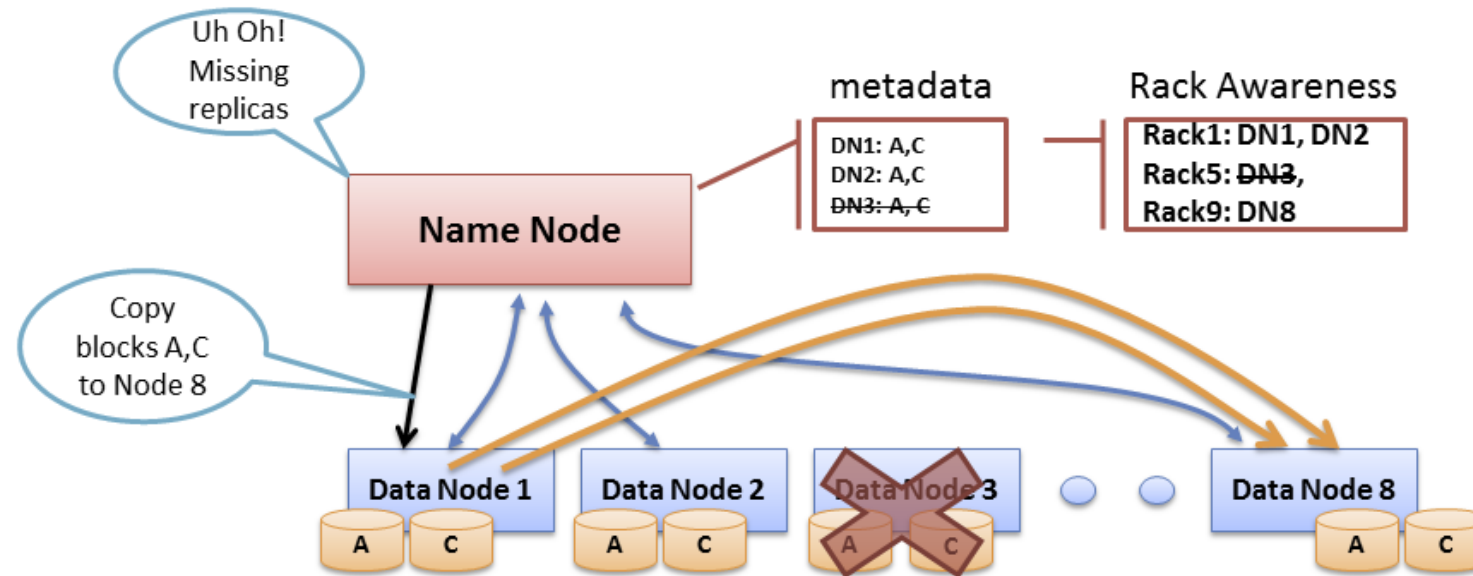 Uh Oh!
Missing
replicas
metadata
Rack Awareness
DN1: A,C
DN2: A,C
DN3: A, C
Rack1: DN1, DN2
Rack5: DN3,
Rack9: DN8
Name Node
Copy
blocks A,C
to Node 8
Data Node 1
Data Node 2
Data Node 3
Data Node 8
A
C
A
C
A
C
A
C